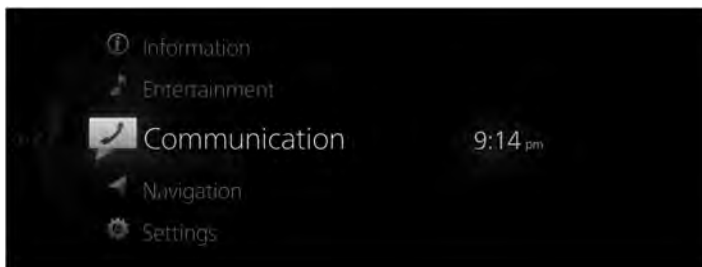 Information
Entertainment
Communication
9:14 pm
Navigation
Settings